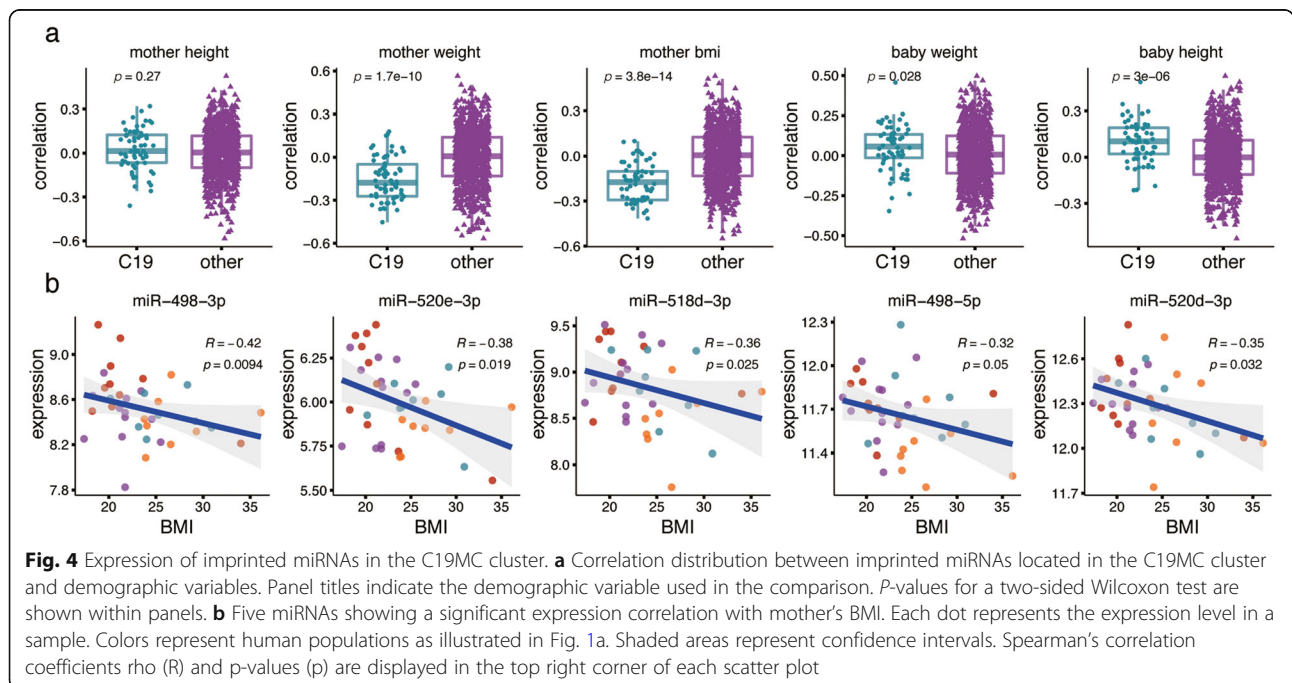 a
mother height
mother weight
mother bmi
baby weight
baby height
p = 0.27
p = 1.7e-10
p = 3.8e-14
p = 0.028
p = 3e-06
correlation
0.3
0.0
−0.3
−0.6
C19 other
correlation
0.6
0.3
0.0
−0.3
−0.6
C19 other
correlation
0.6
0.3
0.0
−0.3
−0.6
C19 other
correlation
0.50
0.25
0.00
−0.25
−0.50
C19 other
correlation
0.3
0.0
−0.3
C19 other
b
miR−498−3p
miR−520e−3p
miR−518d−3p
miR−498−5p
miR−520d−3p
R = − 0.42
p = 0.0094
R = − 0.38
p = 0.019
R = − 0.36
p = 0.025
R = − 0.32
p = 0.05
R = − 0.35
p = 0.032
expression
9.0
8.6
8.2
7.8
20 25 30 35
BMI
expression
6.25
6.00
5.75
5.50
20 25 30 35
BMI
expression
9.5
9.0
8.5
8.0
20 25 30 35
BMI
expression
12.3
12.0
11.7
11.4
20 25 30 35
BMI
expression
12.6
12.3
12.0
11.7
20 25 30 35
BMI
Fig. 4 Expression of imprinted miRNAs in the C19MC cluster. a Correlation distribution between imprinted miRNAs located in the C19MC cluster
and demographic variables. Panel titles indicate the demographic variable used in the comparison. P-values for a two-sided Wilcoxon test are
shown within panels. b Five miRNAs showing a significant expression correlation with mother's BMI. Each dot represents the expression level in a
sample. Colors represent human populations as illustrated in Fig. 1a. Shaded areas represent confidence intervals. Spearman's correlation
coefficients rho (R) and p-values (p) are displayed in the top right corner of each scatter plot